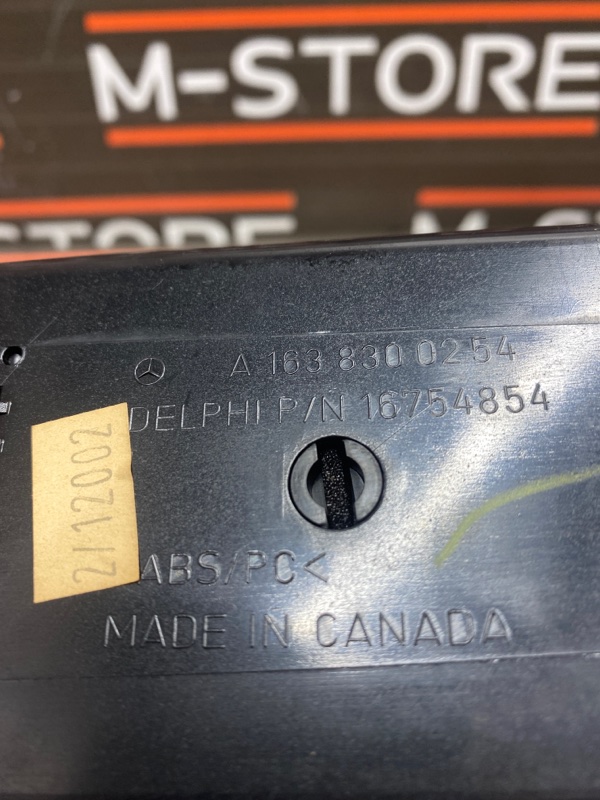 M-STORE
M-STORE
M-S
A 163 830 02 54
DELPHI P/N 16754854
2112002
ABS/PC<
MADE IN CANADA